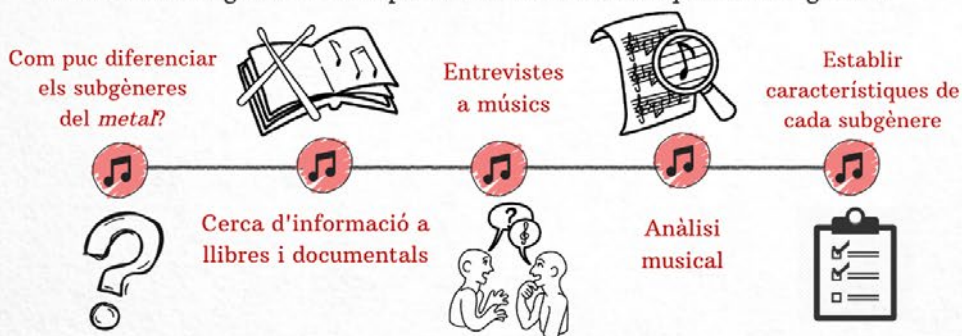 Com puc diferenciar
els subgèneres
del metal?
Cerca d'informació a
llibres i documentals
Entrevistes
a músics
Anàlisi
musical
Establir
característiques de
cada subgènere
?